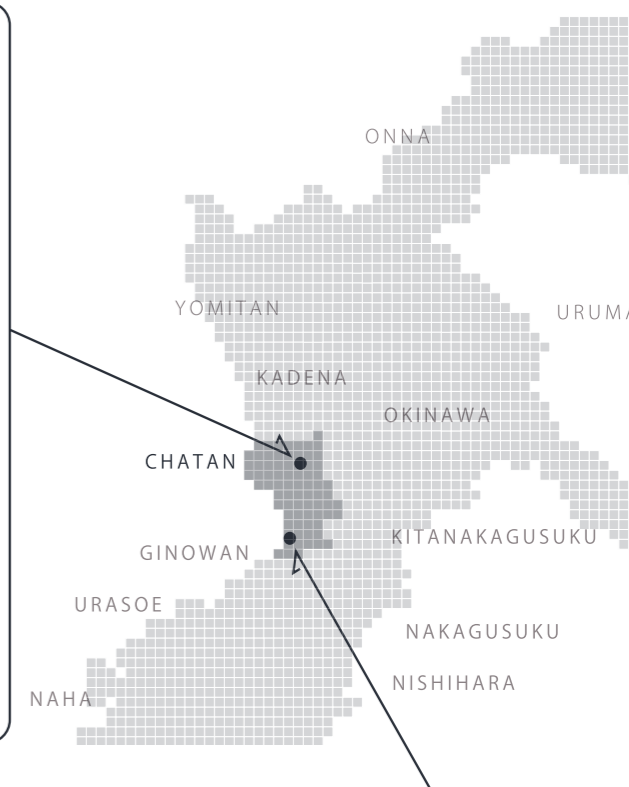 ONNA
YOMITAN
URUMA
KADENA
OKINAWA
CHATAN
KITANAKAGUSUKU
GINOWAN
URASOE
NAKAGUSUKU
NISHIHARA
NAHA